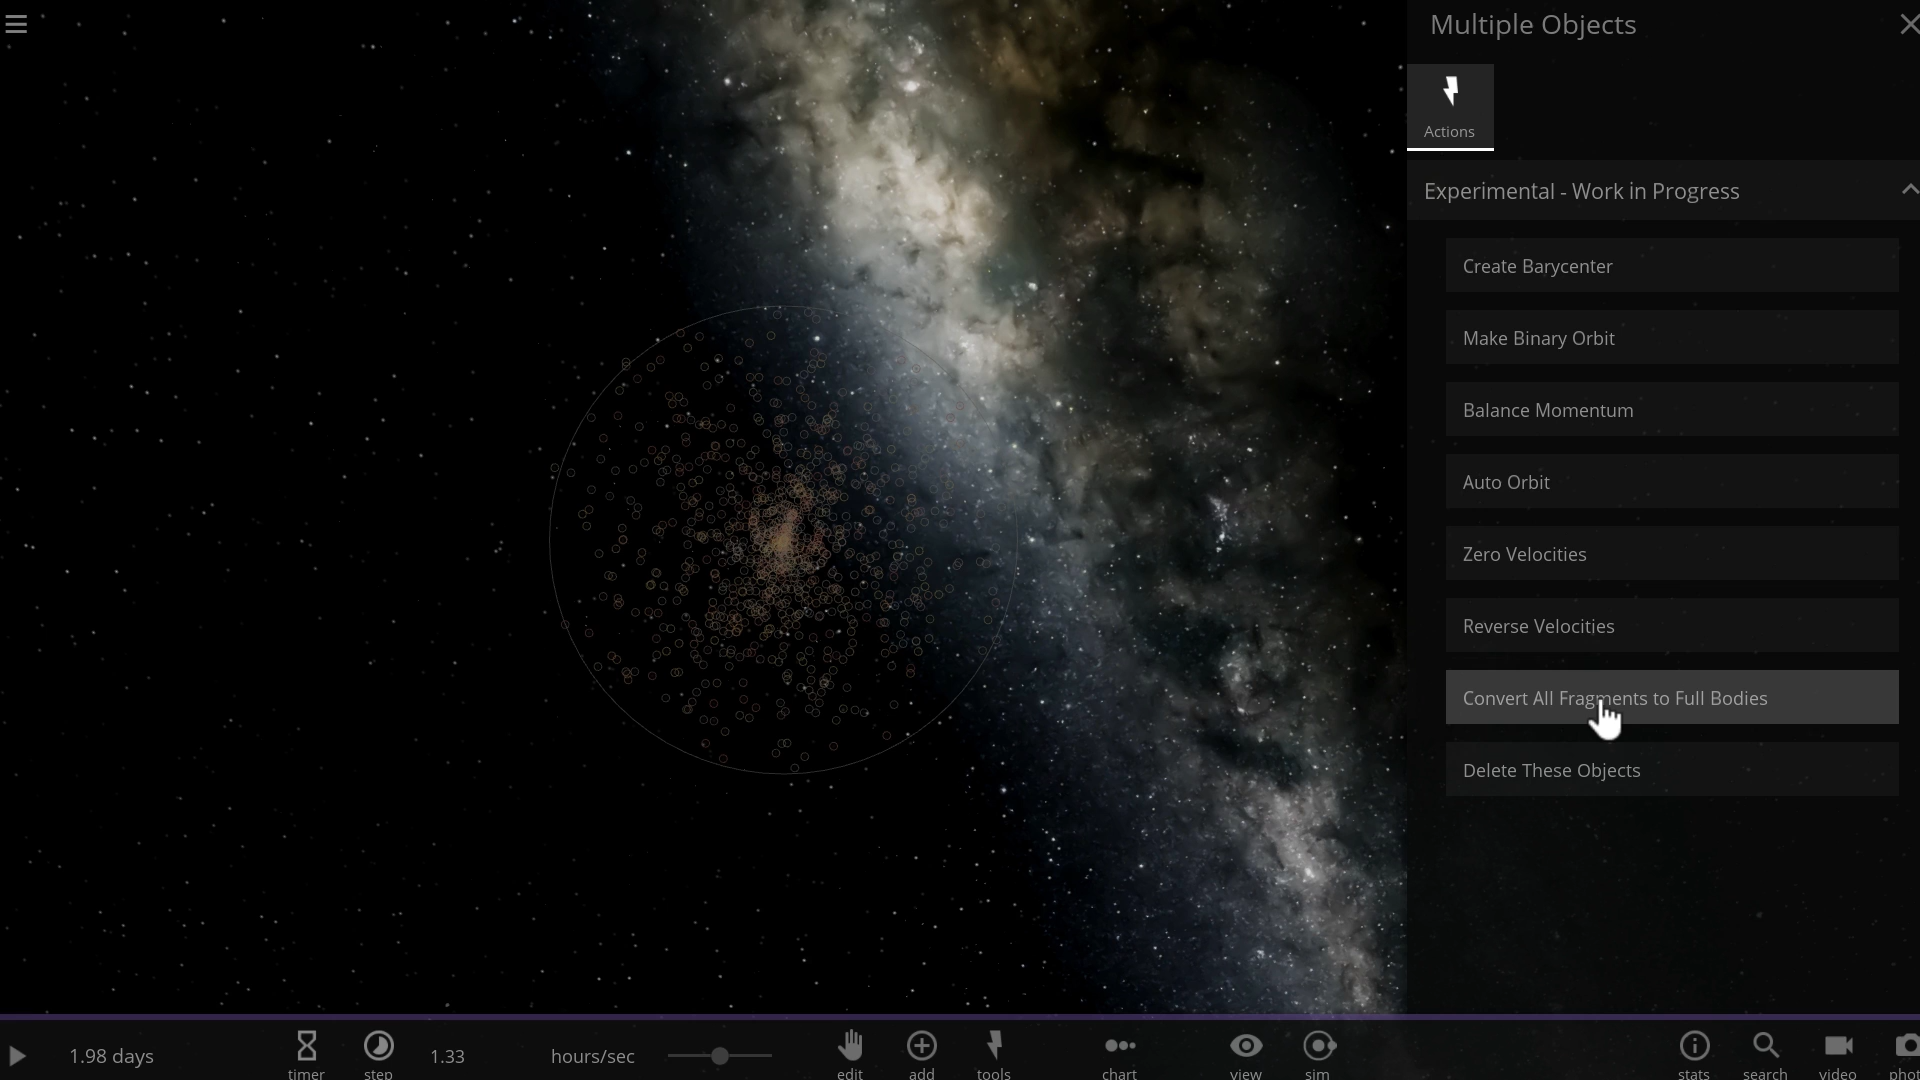 Multiple Objects
Actions
Experimental - Work in Progress
Create Barycenter
Make Binary Orbit
Balance Momentum
Auto Orbit
Zero Velocities
Reverse Velocities
Convert All Fragments to Full Bodies
Delete These Objects
1.98 days
timer
step
1.33
hours/sec
edit
add
tools
chart
view
sim
stats
search
video
phot